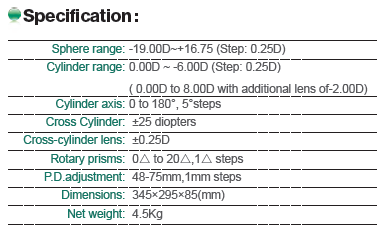 Specification:
Sphere range: -19.00D~+16.75 (Step: 0.25D)
Cylinder range: 0.00D ~ -6.00D (Step: 0.25D)
( 0.00D to 8.00D with additional lens of-2.00D)
Cylinder axis: 0 to 180°, 5°steps
Cross Cylinder: ±25 diopters
Cross-cylinder lens: ±0.25D
Rotary prisms: 0△ to 20△,1△ steps
P.D.adjustment: 48-75mm,1mm steps
Dimensions: 345×295×85(mm)
Net weight: 4.5Kg